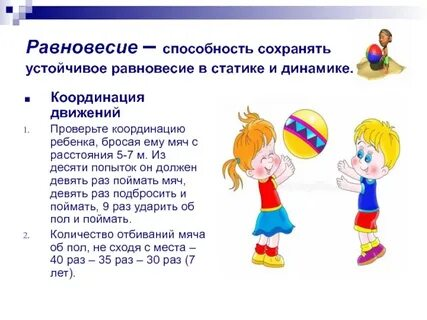 Равновесие – способность сохранять
устойчивое равновесие в статике и динамике.
Координация
движений
1. Проверьте координацию
ребенка, бросая ему мяч с
расстояния 5-7 м. Из
десяти попыток он должен
девять раз поймать мяч,
девять раз подбросить и
поймать, 9 раз ударить об
пол и поймать.
2. Количество отбиваний мяча
об пол, не сходя с места –
40 раз – 35 раз – 30 раз (7
лет).